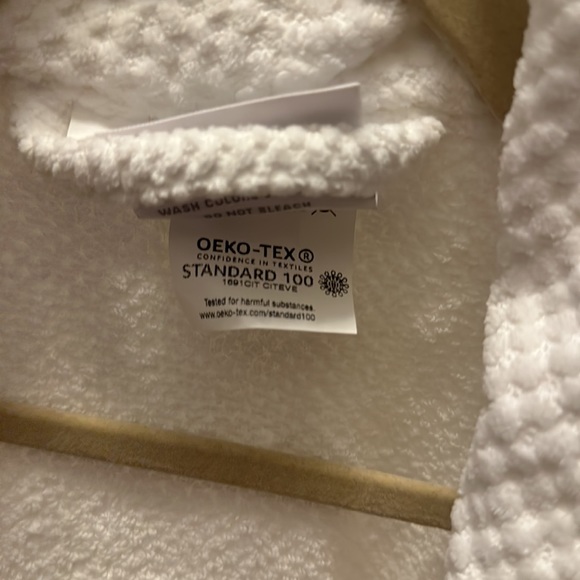 WASH COLORS
DO NOT BLEACH
OEKO-TEX®
CONFIDENCE IN TEXTILES
STANDARD 100
1691CIT CITEVE
Tested for harmful substances.
www.oeko-tex.com/standard100